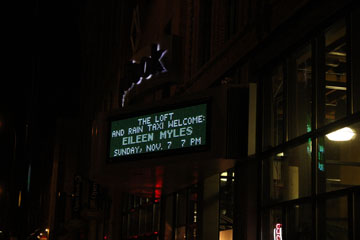 THE LOFT
AND RAIN TAXI WELCOME:
EILEEN MYLES
SUNDAY, NOV. 7 7 PM